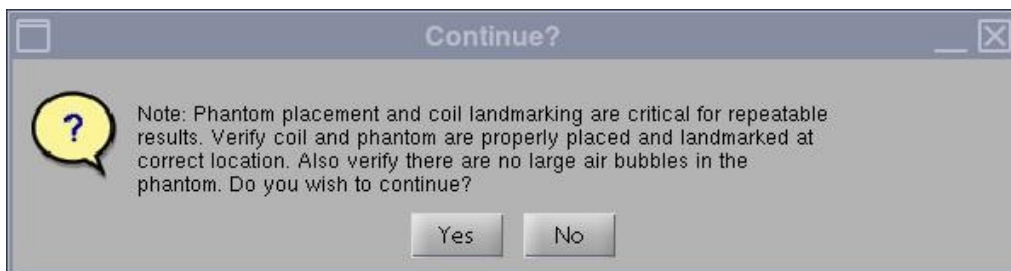 Continue?
?
Note: Phantom placement and coil landmarking are critical for repeatable
results. Verify coil and phantom are properly placed and landmarked at
correct location. Also verify there are no large air bubbles in the
phantom. Do you wish to continue?
Yes No